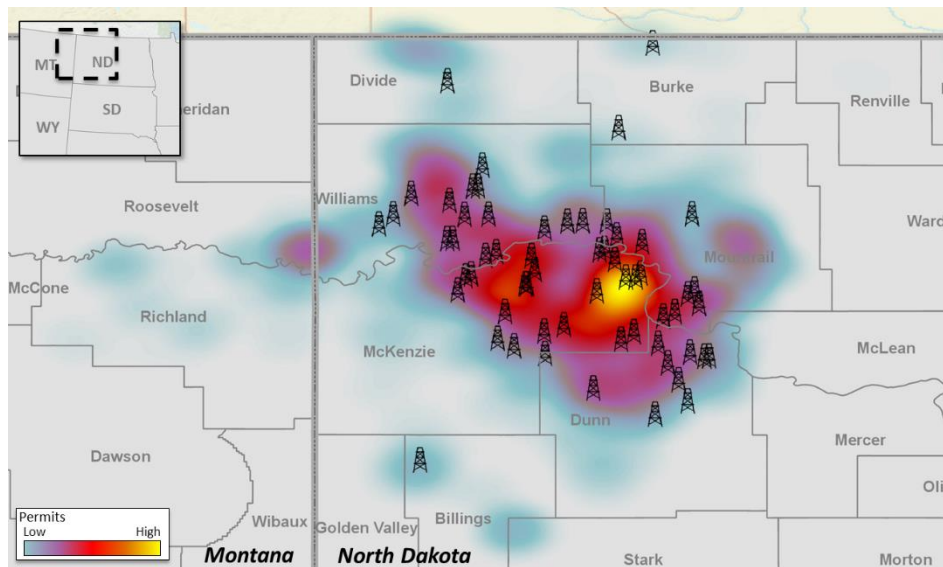 MT
ND
SD
WY
eridan
Divide
Burke
Renville
Williams
Roosevelt
Ward
Mountrail
McCone
Richland
McKenzie
McLean
Dunn
Mercer
Dawson
Oli
Permits
Low High
Wibaux
Golden Valley
Billings
Montana
North Dakota
Stark
Morton